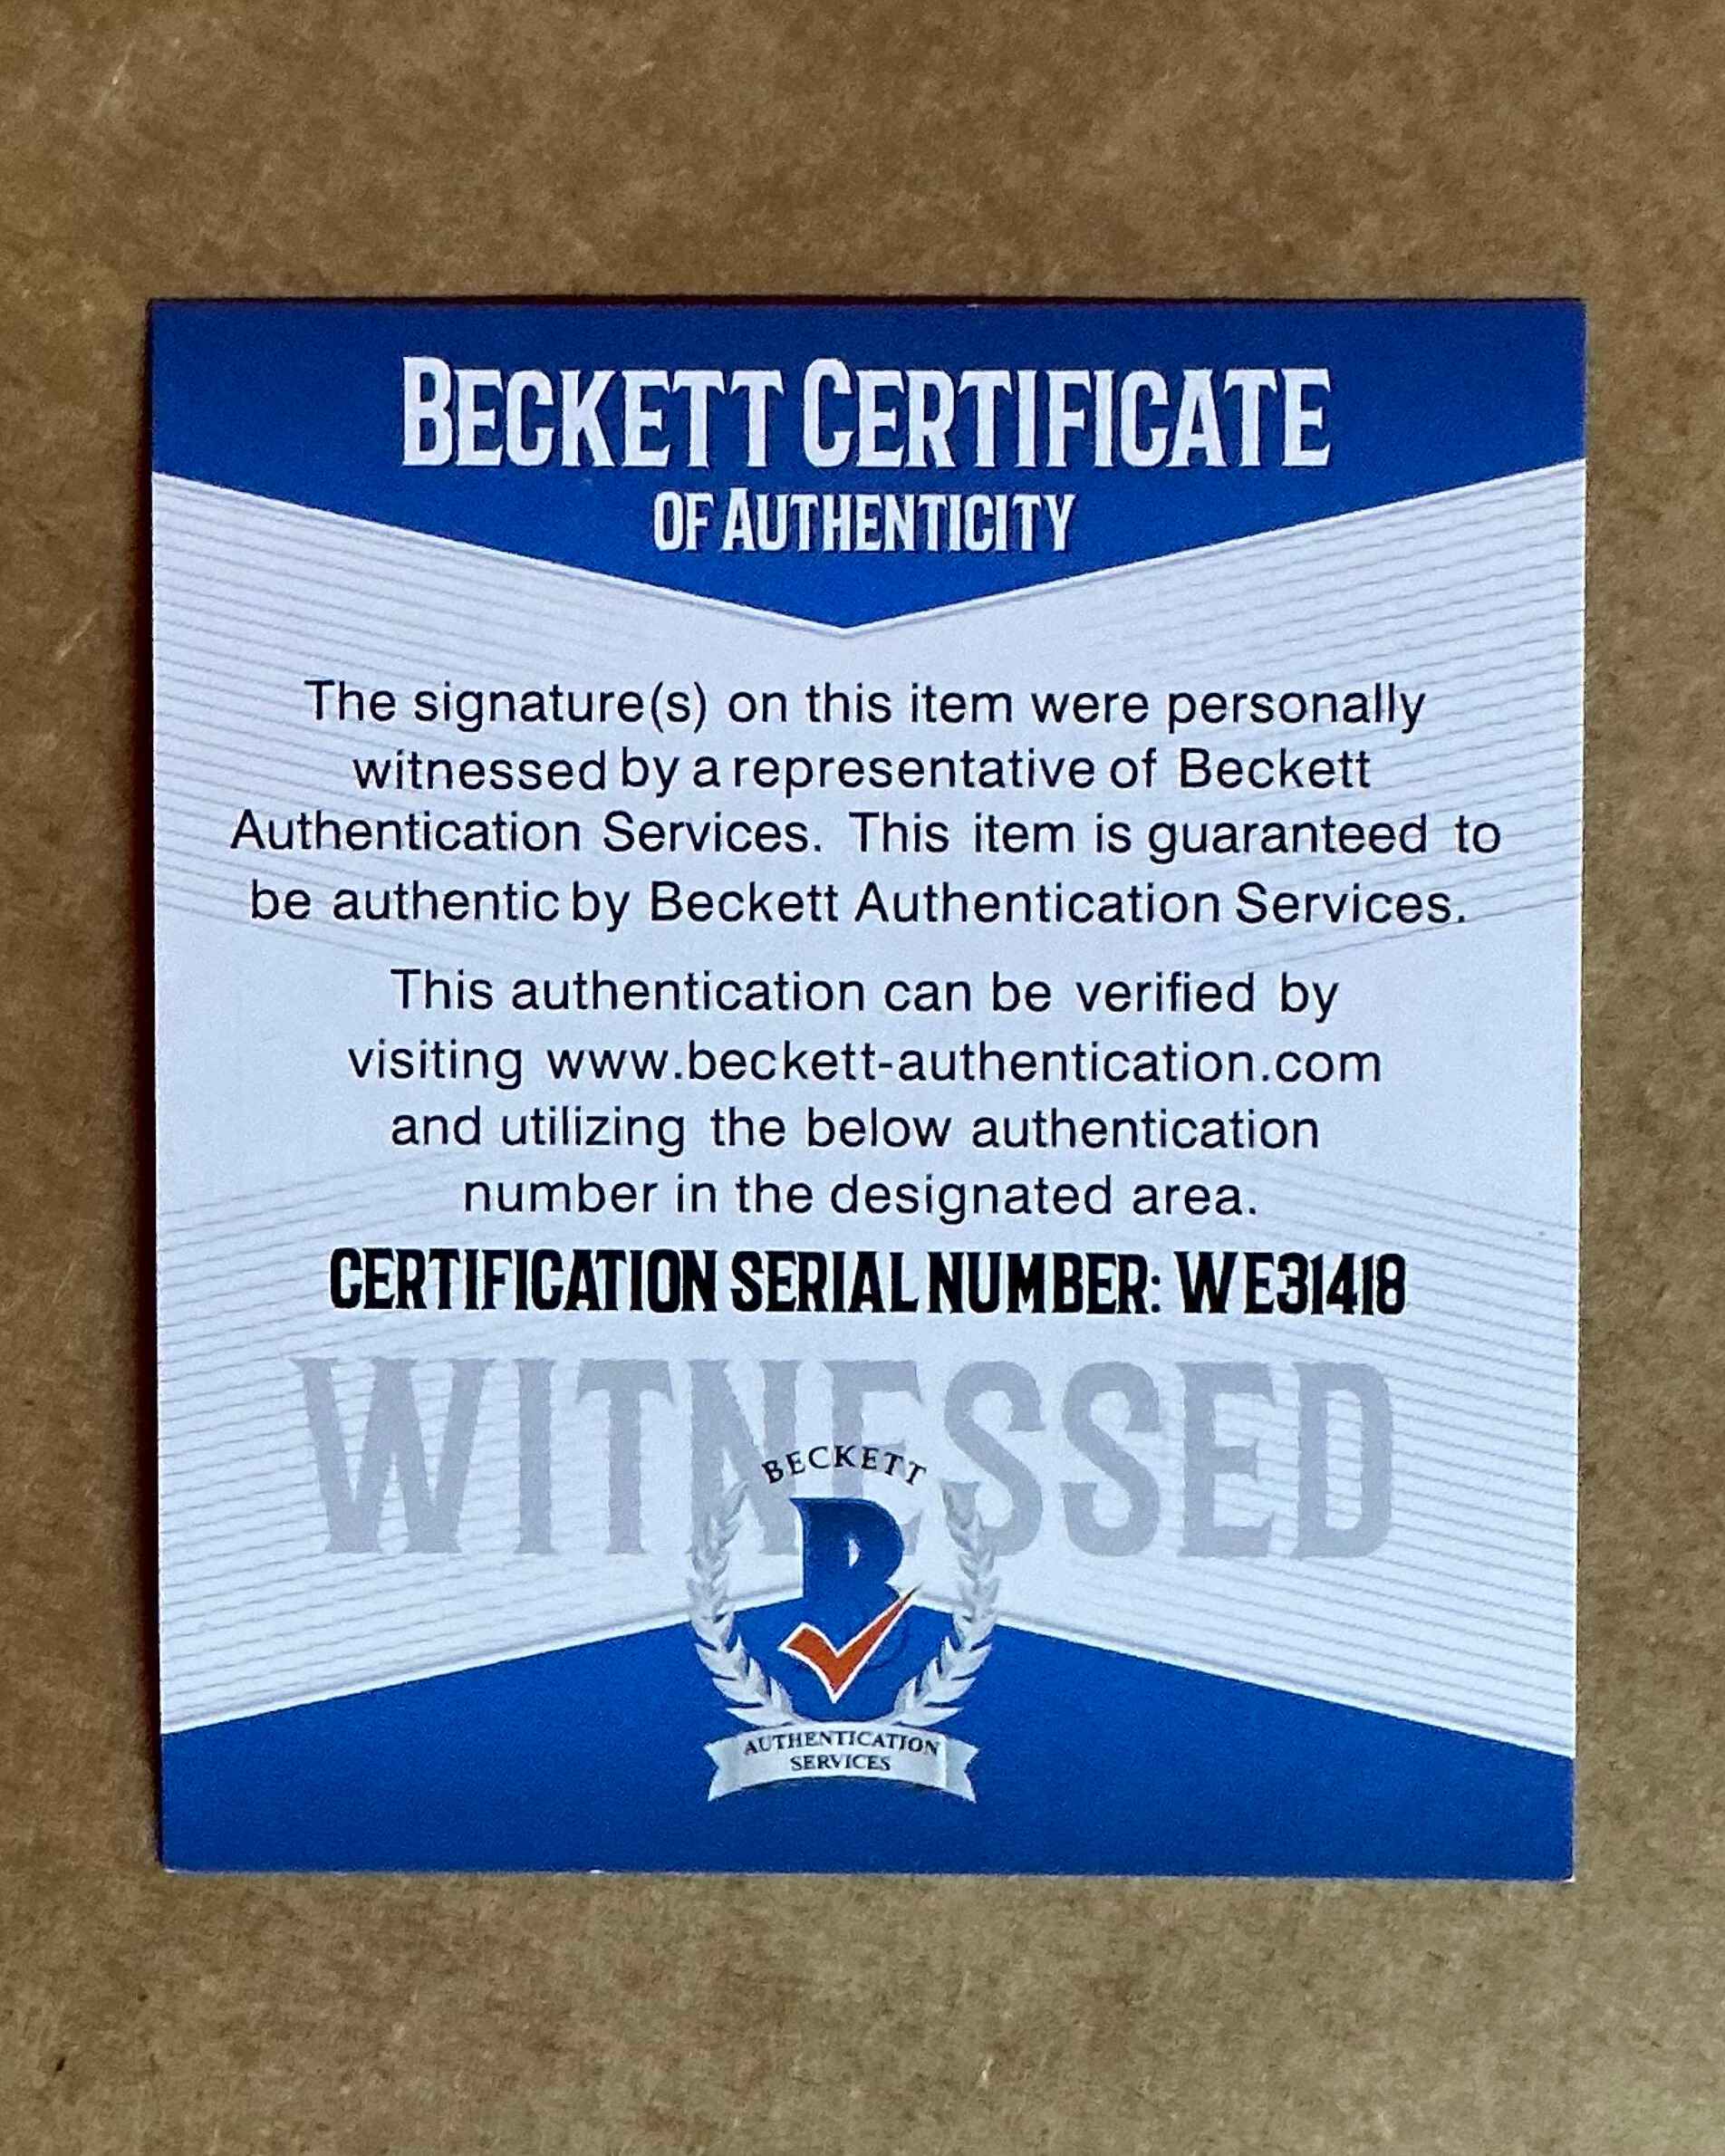 BECKETT CERTIFICATE
OF AUTHENTICITY
The signature(s) on this item were personally
witnessed by a representative of Beckett
Authentication Services. This item is guaranteed to
be authentic by Beckett Authentication Services.
This authentication can be verified by
visiting www.beckett-authentication.com
and utilizing the below authentication
number in the designated area.
CERTIFICATION SERIAL NUMBER: WE31418
WITNESSED
BECKETT
B
AUTHENTICATION
SERVICES